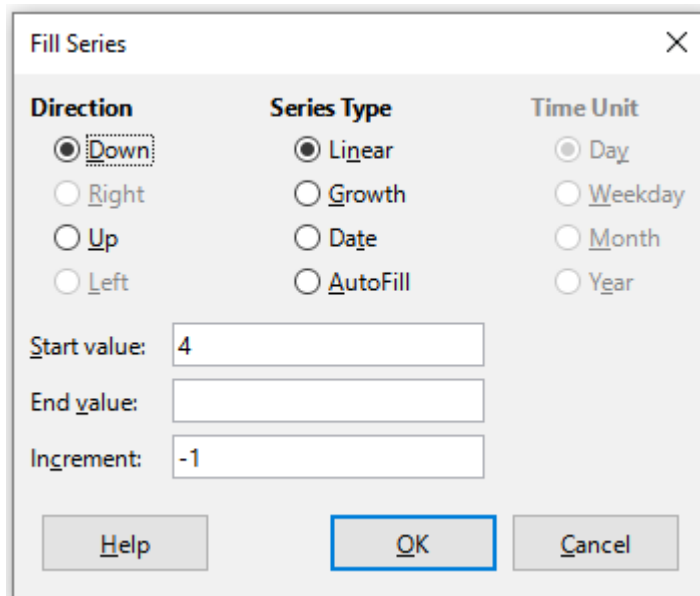 Fill Series
Direction Series Type Time Unit
Down Linear Day
Right Growth Weekday
Up Date Month
Left AutoFill Year
Start value: 4
End value:
Increment: -1
Help OK Cancel